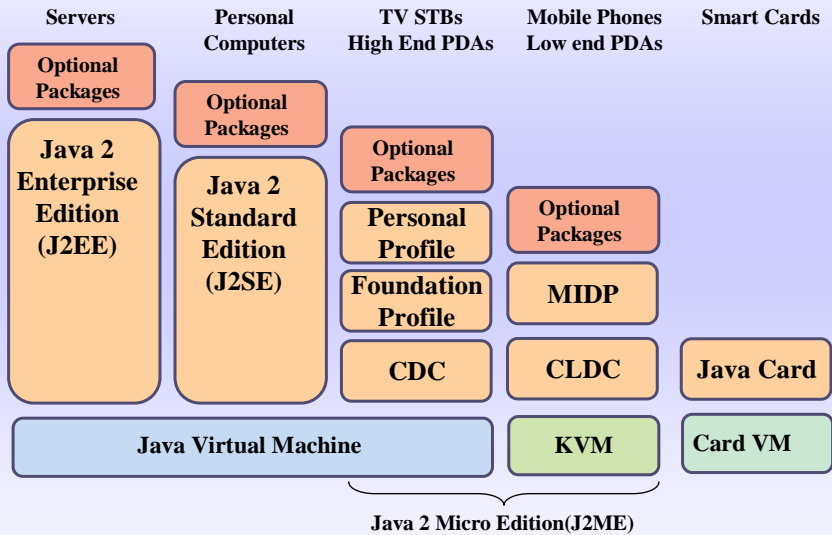 Servers
Personal
Computers
TV STBs
High End PDAs
Mobile Phones
Low end PDAs
Smart Cards
Optional
Packages
Java 2
Enterprise
Edition
(J2EE)
Optional
Packages
Java 2
Standard
Edition
(J2SE)
Optional
Packages
Personal
Profile
Foundation
Profile
CDC
Optional
Packages
MIDP
CLDC
Java Card
Java Virtual Machine
KVM
Card VM
Java 2 Micro Edition(J2ME)